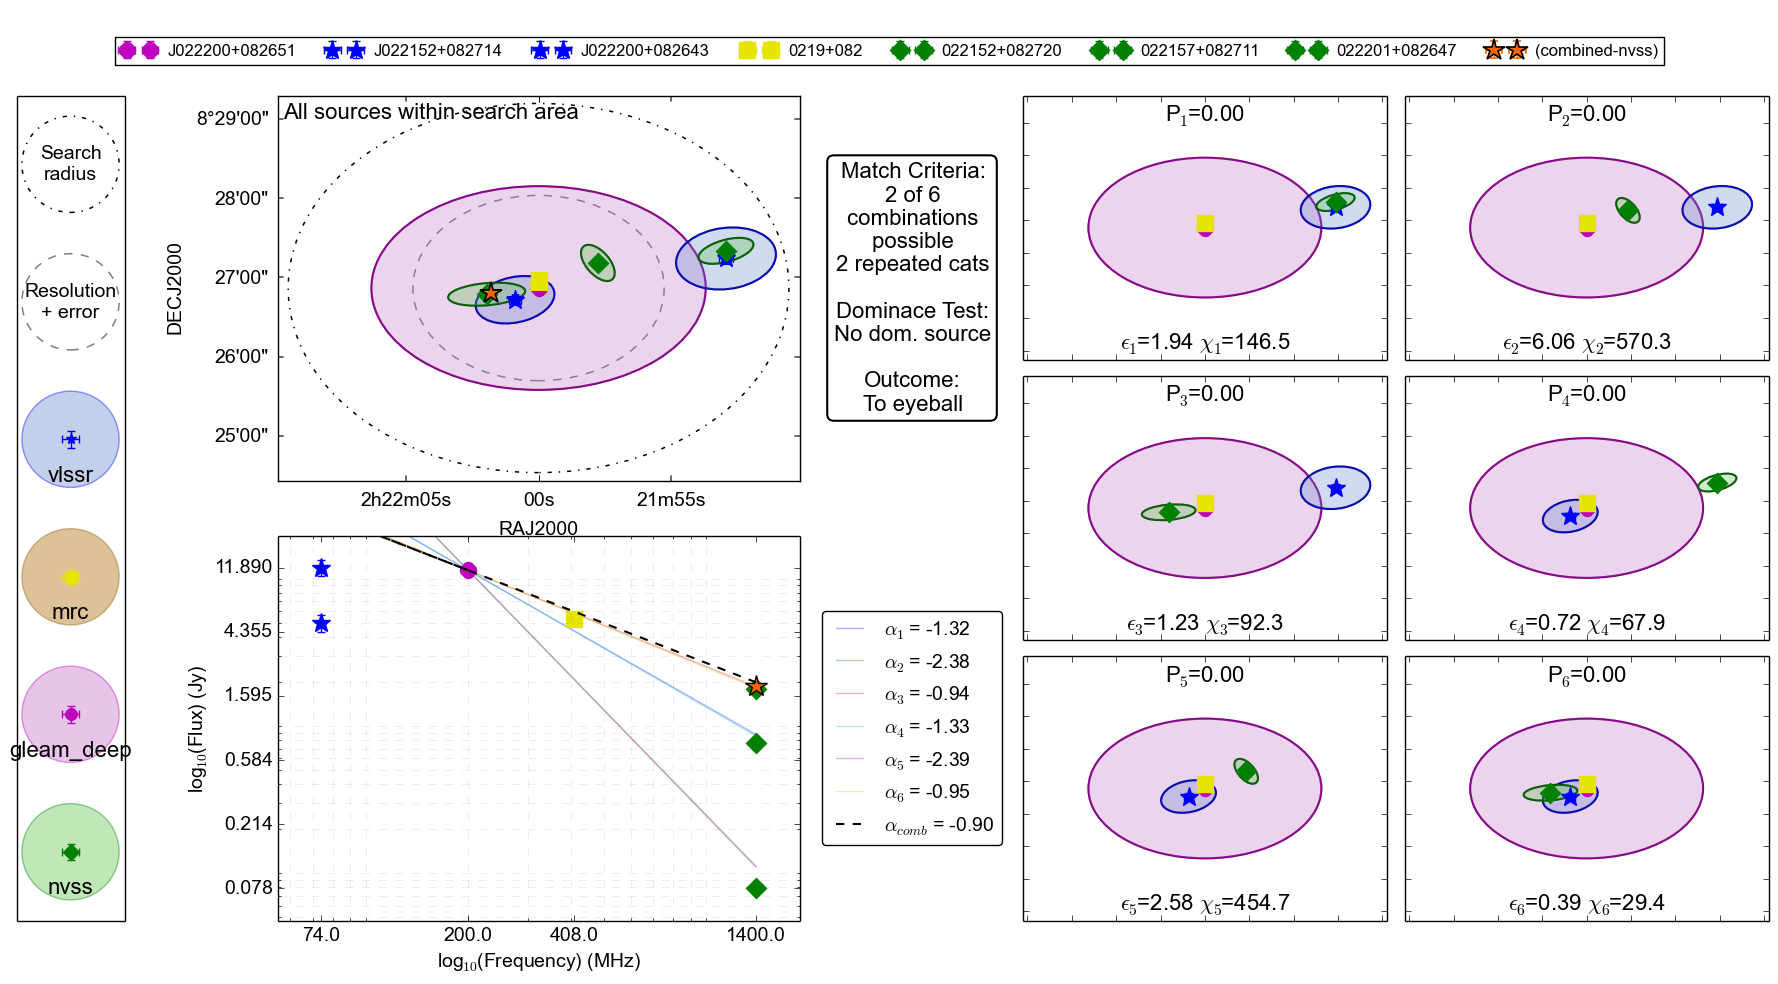 J022200+082651 J022152+082714 J022200+082643 0219+082 022152+082720 022157+082711 022201+082647 (combined-nvss)
Search
radius
Resolution
+ error
vlssr
mrc
gleam_deep
nvss
All sources within search area
DECJ2000
8°29'00"
28'00"
27'00"
26'00"
25'00"
2h22m05s 00s 21m55s
RAJ2000
Match Criteria:
2 of 6
combinations
possible
2 repeated cats
Dominace Test:
No dom. source
Outcome:
To eyeball
log10(Flux) (Jy)
11.890
4.355
1.595
0.584
0.214
0.078
74.0 200.0 408.0 1400.0
log10(Frequency) (MHz)
α1 = -1.32
α2 = -2.38
α3 = -0.94
α4 = -1.33
α5 = -2.39
α6 = -0.95
αcomb = -0.90
P1=0.00
ϵ1=1.94 χ1=146.5
P2=0.00
ϵ2=6.06 χ2=570.3
P3=0.00
ϵ3=1.23 χ3=92.3
P4=0.00
ϵ4=0.72 χ4=67.9
P5=0.00
ϵ5=2.58 χ5=454.7
P6=0.00
ϵ6=0.39 χ6=29.4